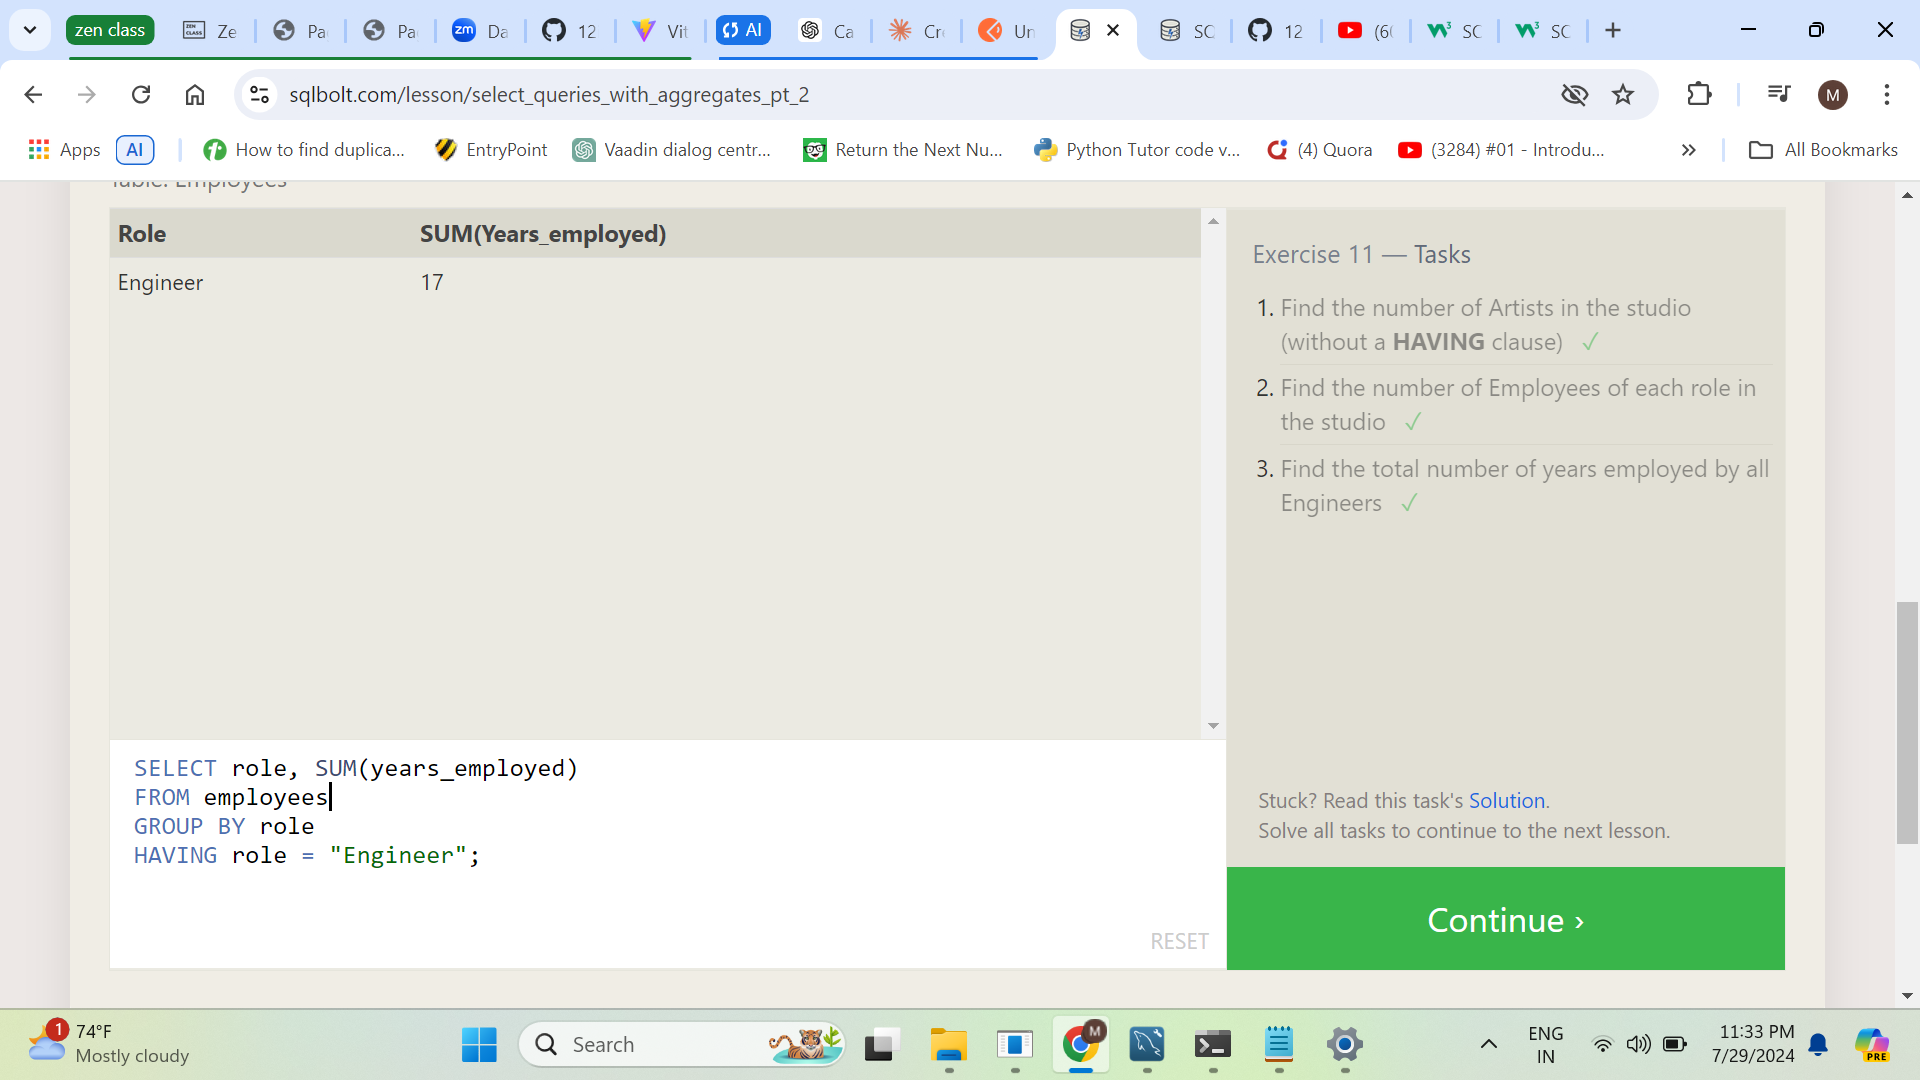 zen class
Ze
Pa
Pa
Da
12
Vit
AI
Ca
Cr
Un
SC
12
(60
SC
SC
sqlbolt.com/lesson/select_queries_with_aggregates_pt_2
M
Apps
AI
How to find duplica...
EntryPoint
Vaadin dialog centr...
Return the Next Nu...
Python Tutor code v...
(4) Quora
(3284) #01 - Introdu...
All Bookmarks
Table: Employees
Role SUM(Years_employed)
Engineer 17
Exercise 11 — Tasks
1. Find the number of Artists in the studio
(without a HAVING clause) ✓
2. Find the number of Employees of each role in
the studio ✓
3. Find the total number of years employed by all
Engineers ✓
SELECT role, SUM(years_employed)
FROM employees
GROUP BY role
HAVING role = "Engineer";
RESET
Stuck? Read this task's Solution.
Solve all tasks to continue to the next lesson.
Continue ›
1
74°F
Mostly cloudy
Search
M
ENG
IN
11:33 PM
7/29/2024
PRE